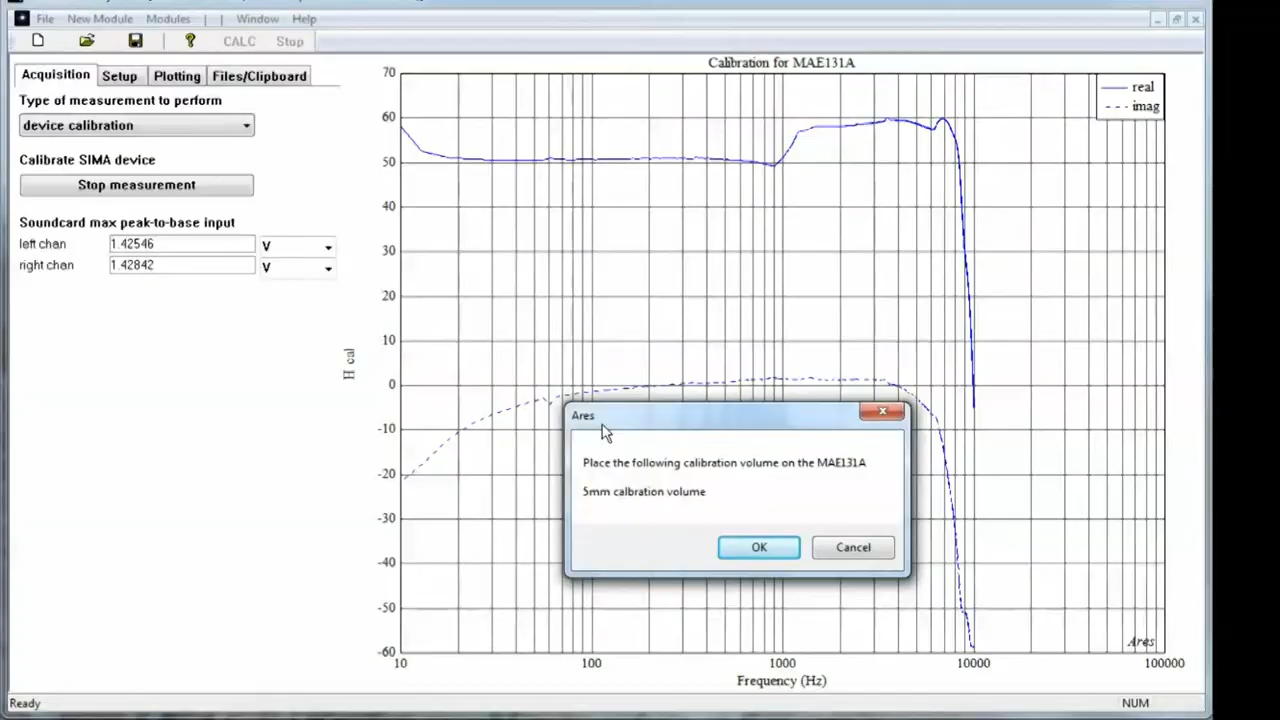 File New Module Modules | | Window Help
CALC Stop
Acquisition Setup Plotting Files/Clipboard
Type of measurement to perform
device calibration
Calibrate SIMA device
Stop measurement
Soundcard max peak-to-base input
left chan 1.42546 V
right chan 1.42842 V
Calibration for MAE131A
real
imag
70
60
50
40
30
20
10
0
-10
-20
-30
-40
-50
-60
H cal
10 100 1000 10000 100000
Frequency (Hz)
Ares
Ares
Place the following calibration volume on the MAE131A
5mm calbration volume
OK Cancel
Ready NUM